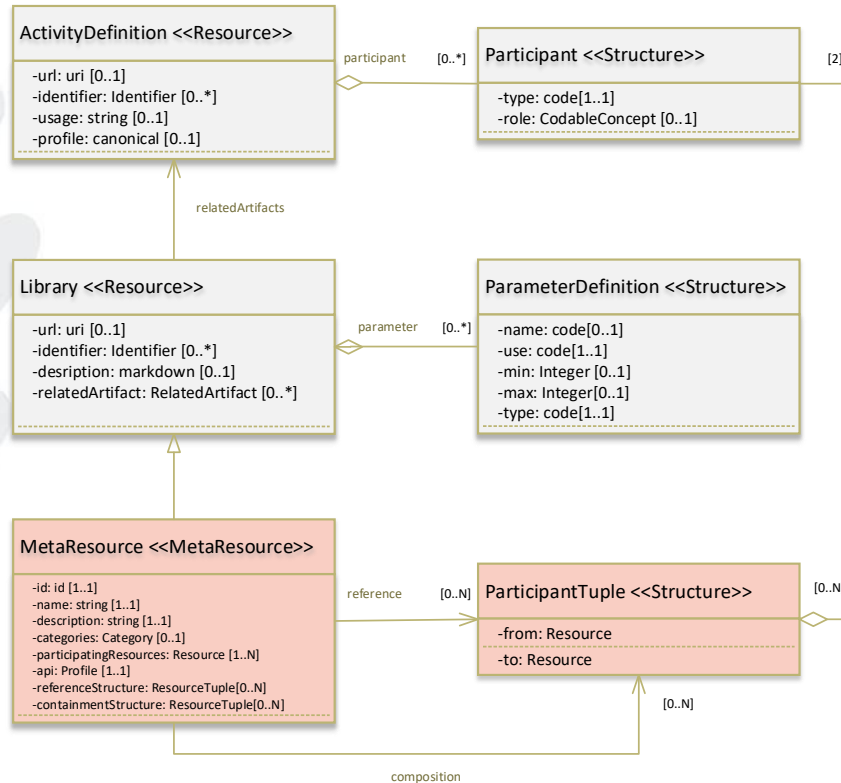 ActivityDefinition <<Resource>>
-url: uri [0..1]
-identifier: Identifier [0..*]
-usage: string [0..1]
-profile: canonical [0..1]
participant
[0..*]
Participant <<Structure>>
-type: code[1..1]
-role: CodableConcept [0..1]
[2]
relatedArtifacts
Library <<Resource>>
-url: uri [0..1]
-identifier: Identifier [0..*]
-desription: markdown [0..1]
-relatedArtifact: RelatedArtifact [0..*]
parameter
[0..*]
ParameterDefinition <<Structure>>
-name: code[0..1]
-use: code[1..1]
-min: Integer [0..1]
-max: Integer[0..1]
-type: code[1..1]
MetaResource <<MetaResource>>
-id: id [1..1]
-name: string [1..1]
-description: string [1..1]
-categories: Category [0..1]
-participatingResources: Resource [1..N]
-api: Profile [1..1]
-referenceStructure: ResourceTuple[0..N]
-containmentStructure: ResourceTuple[0..N]
reference
[0..N]
ParticipantTuple <<Structure>>
-from: Resource
-to: Resource
[0..N
[0..N]
composition